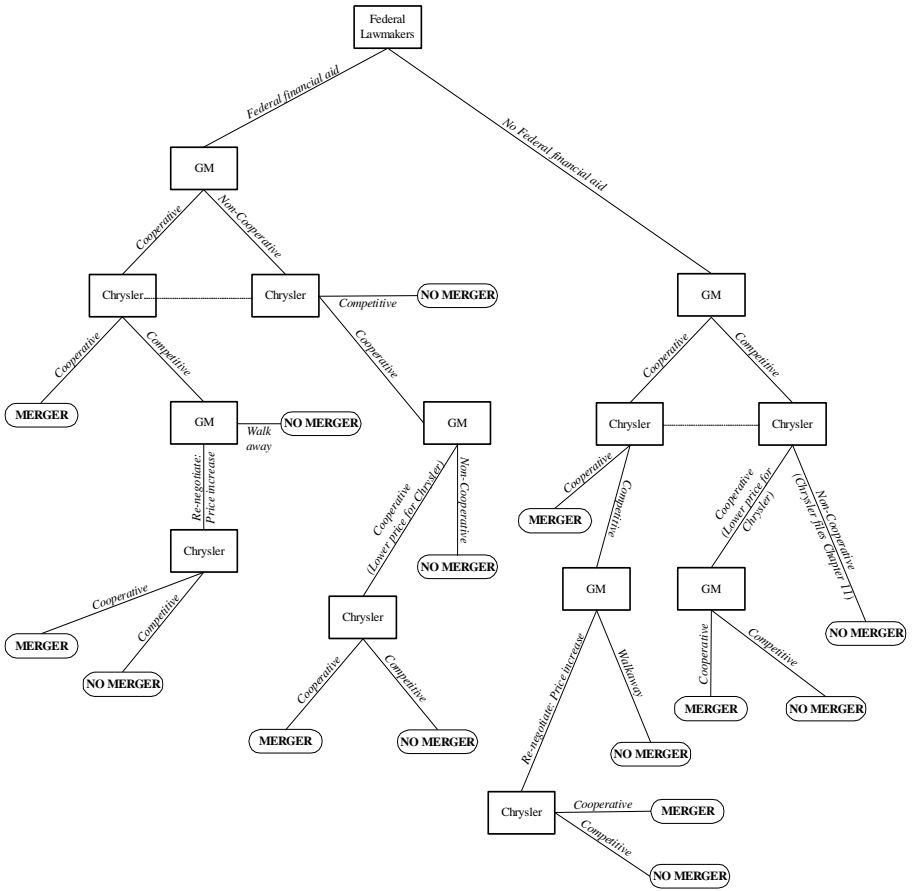 Federal
Lawmakers
Federal financial aid
No Federal financial aid
GM
Cooperative
Non-Cooperative
Chrysler
Chrysler
Competitive
NO MERGER
GM
Cooperative
Competitive
Cooperative
Cooperative
Competitive
MERGER
GM
Walk
away
NO MERGER
GM
Chrysler
Chrysler
Re-negotiate:
Price increase
Cooperative
(Lower price for Chrysler)
Non-Cooperative
Cooperative
Competitive
Cooperative
(Lower price for
Chrysler)
Non-Cooperative
(Chrysler files Chapter 11)
MERGER
Chrysler
NO MERGER
GM
GM
Cooperative
Competitive
Chrysler
MERGER
NO MERGER
Cooperative
Competitive
Re-negotiate: Price increase
Walkaway
Cooperative
Competitive
NO MERGER
MERGER
NO MERGER
MERGER
NO MERGER
NO MERGER
Chrysler
Cooperative
MERGER
Competitive
NO MERGER